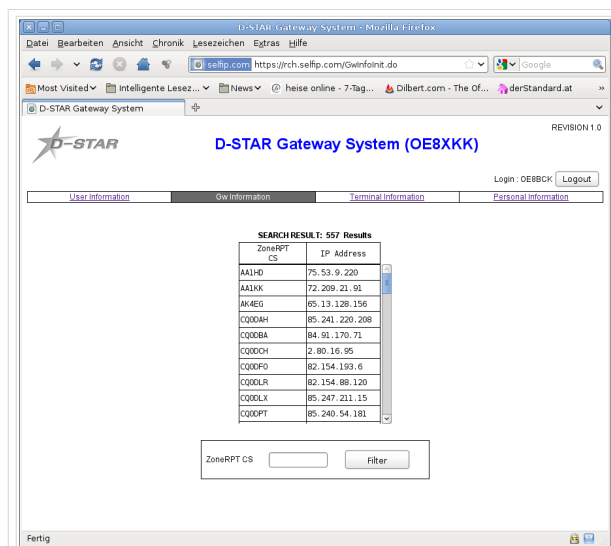 D-STAR Gateway System - Mozilla Firefox
Datei Bearbeiten Ansicht Chronik Lesezeichen Extras Hilfe
selfip.com https://rch.selfip.com/GwInfoInit.do Google
Most Visited Intelligente Lesez... News heise online - 7-Tag... Dilbert.com - The Of... derStandard.at »
D-STAR Gateway System
REVISION 1.0
D-STAR
D-STAR Gateway System (OE8XKK)
Login : OE8BCK Logout
User Information Gw Information Terminal Information Personal Information
SEARCH RESULT: 557 Results
ZoneRPT CS IP Address
AA1HD 75.53.9.220
AA1KK 72.209.21.91
AK4EG 65.13.128.156
CQ0DAH 85.241.220.208
CQ0DBA 84.91.170.71
CQ0DCH 2.80.16.95
CQ0DFO 82.154.193.6
CQ0DLR 82.154.88.120
CQ0DLX 85.247.211.15
CQ0DPT 85.240.54.181
ZoneRPT CS Filter
Fertig